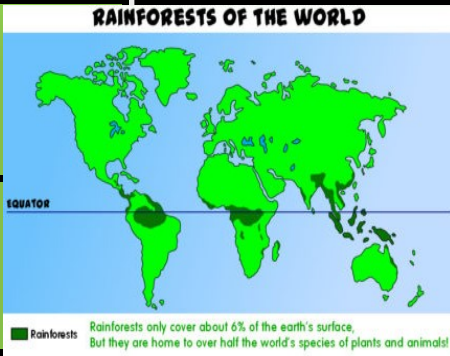 RAINFORESTS OF THE WORLD
EQUATOR
Rainforests
Rainforests only cover about 6% of the earth's surface,
But they are home to over half the world's species of plants and animals!